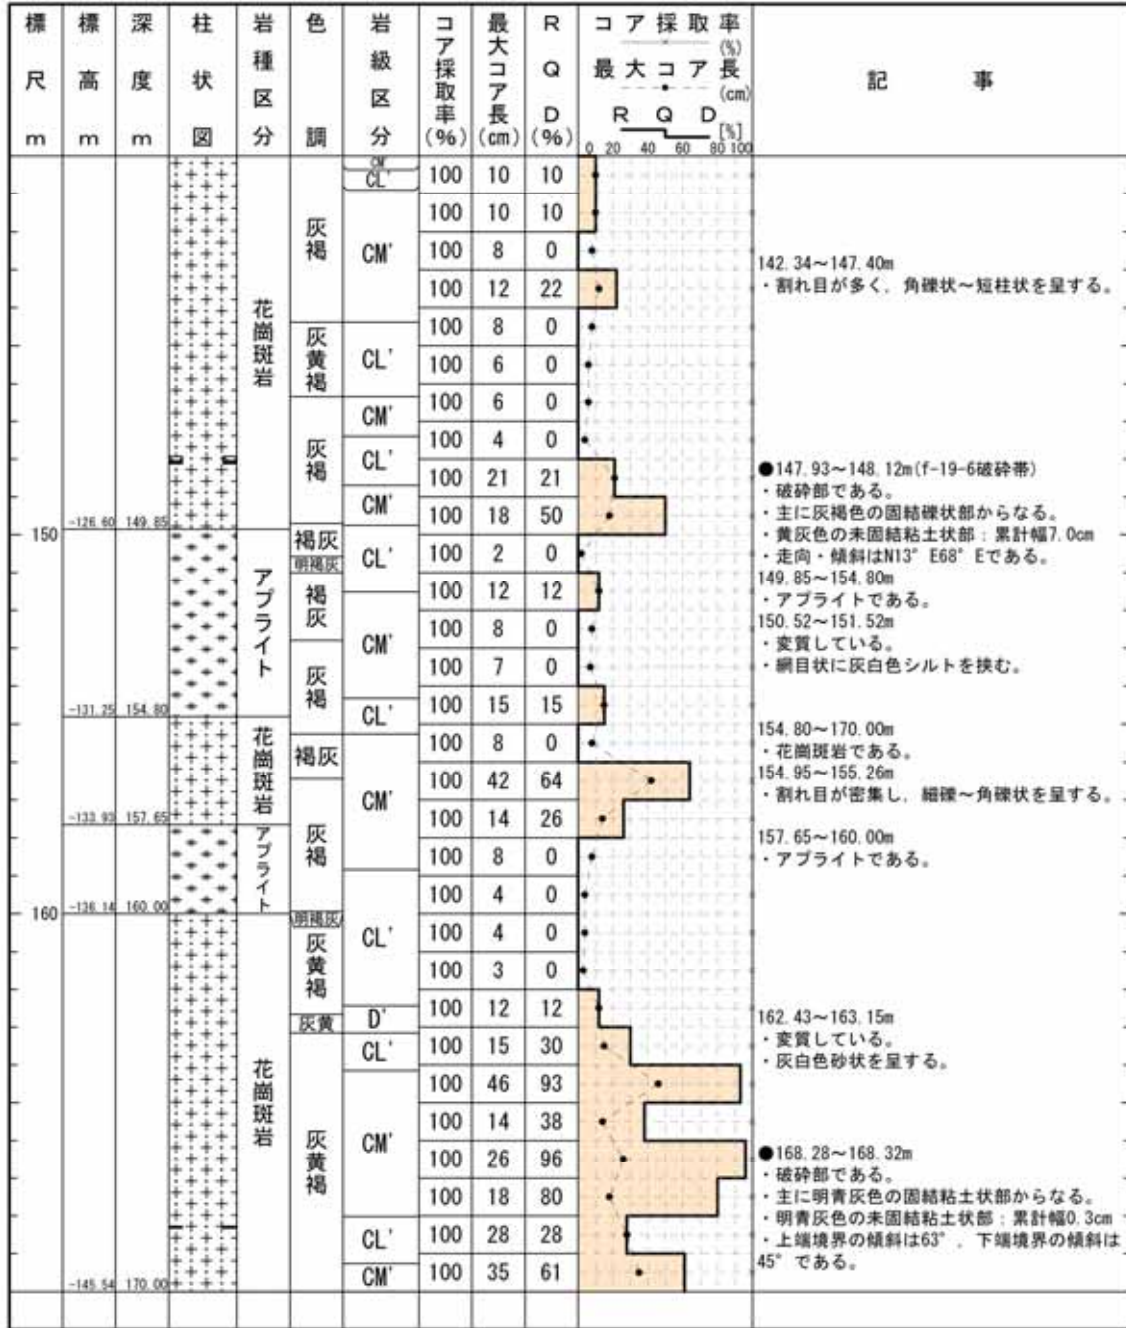 標尺 m
標高 m
深度 m
柱状図
岩種区分
色調
岩級区分
コア採取率 (%)
最大コア長 (cm)
RQD (%)
コア採取率 (%)
最大コア長 (cm)
RQD [%]
0 20 40 60 80 100
記事
CM'
CL'
100 10 10
100 10 10
灰褐
CM'
100 8 0
142.34～147.40m
・割れ目が多く、角礫状～短柱状を呈する。
100 12 22
花崗斑岩
100 8 0
灰黄褐
CL'
100 6 0
100 6 0
CM'
100 4 0
灰褐
CL'
100 21 21
●147.93～148.12m(f-19-6破砕帯)
・破砕部である。
・主に灰褐色の固結礫状部からなる。
・黄灰色の未固結粘土状部：累計幅7.0cm
・走向・傾斜はN13°E68°Eである。
CM'
100 18 50
-126.60 149.85
150
褐灰
明褐灰
CL'
100 2 0
149.85～154.80m
・アプライトである。
アプライト
褐灰
100 12 12
150.52～151.52m
・変質している。
・網目状に灰白色シルトを挟む。
CM'
100 8 0
灰褐
100 7 0
100 15 15
CL'
-131.25 154.80
154.80～170.00m
・花崗斑岩である。
花崗斑岩
褐灰
100 8 0
154.95～155.26m
・割れ目が密集し、細礫～角礫状を呈する。
CM'
100 42 64
灰褐
100 14 26
-133.93 157.65
157.65～160.00m
・アプライトである。
アプライト
100 8 0
100 4 0
-136.14 160.00
160
明褐灰
CL'
100 4 0
灰黄褐
100 3 0
100 12 12
D'
灰黄
162.43～163.15m
・変質している。
・灰白色砂状を呈する。
CL'
100 15 30
花崗斑岩
100 46 93
100 14 38
灰黄褐
CM'
100 26 96
●168.28～168.32m
・破砕部である。
・主に明青灰色の固結粘土状部からなる。
・明青灰色の未固結粘土状部：累計幅0.3cm
・上端境界の傾斜は63°、下端境界の傾斜は
45°である。
100 18 80
CL'
100 28 28
CM'
100 35 61
-145.54 170.00